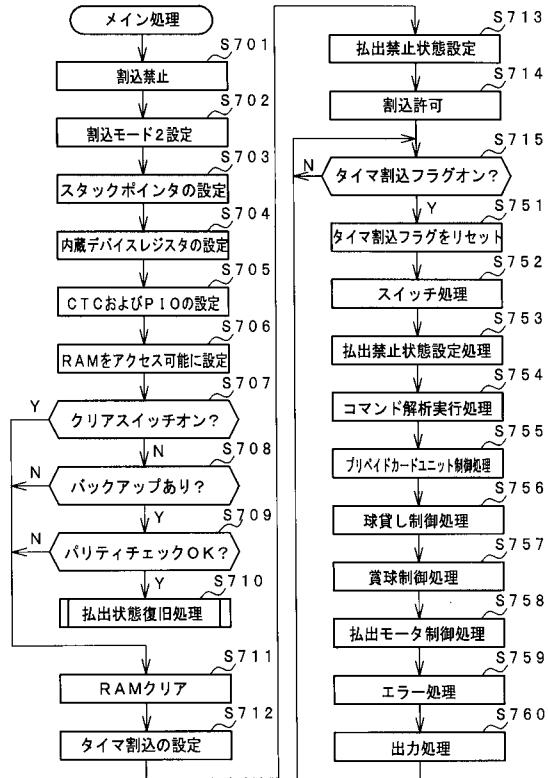 メイン処理
S701
割込禁止
S702
割込モード2設定
S703
スタックポインタの設定
S704
内蔵デバイスレジスタの設定
S705
CTCおよびPIOの設定
S706
RAMをアクセス可能に設定
S707
Y
クリアスイッチオン?
N
S708
N
バックアップあり?
Y
S709
N
パリティチェックOK?
Y
S710
払出状態復旧処理
S711
RAMクリア
S712
タイマ割込の設定
S713
払出禁止状態設定
S714
割込許可
S715
N
タイマ割込フラグオン?
Y
S751
タイマ割込フラグをリセット
S752
スイッチ処理
S753
払出禁止状態設定処理
S754
コマンド解析実行処理
S755
プリペイドカードユニット制御処理
S756
球貸し制御処理
S757
賞球制御処理
S758
払出モータ制御処理
S759
エラー処理
S760
出力処理